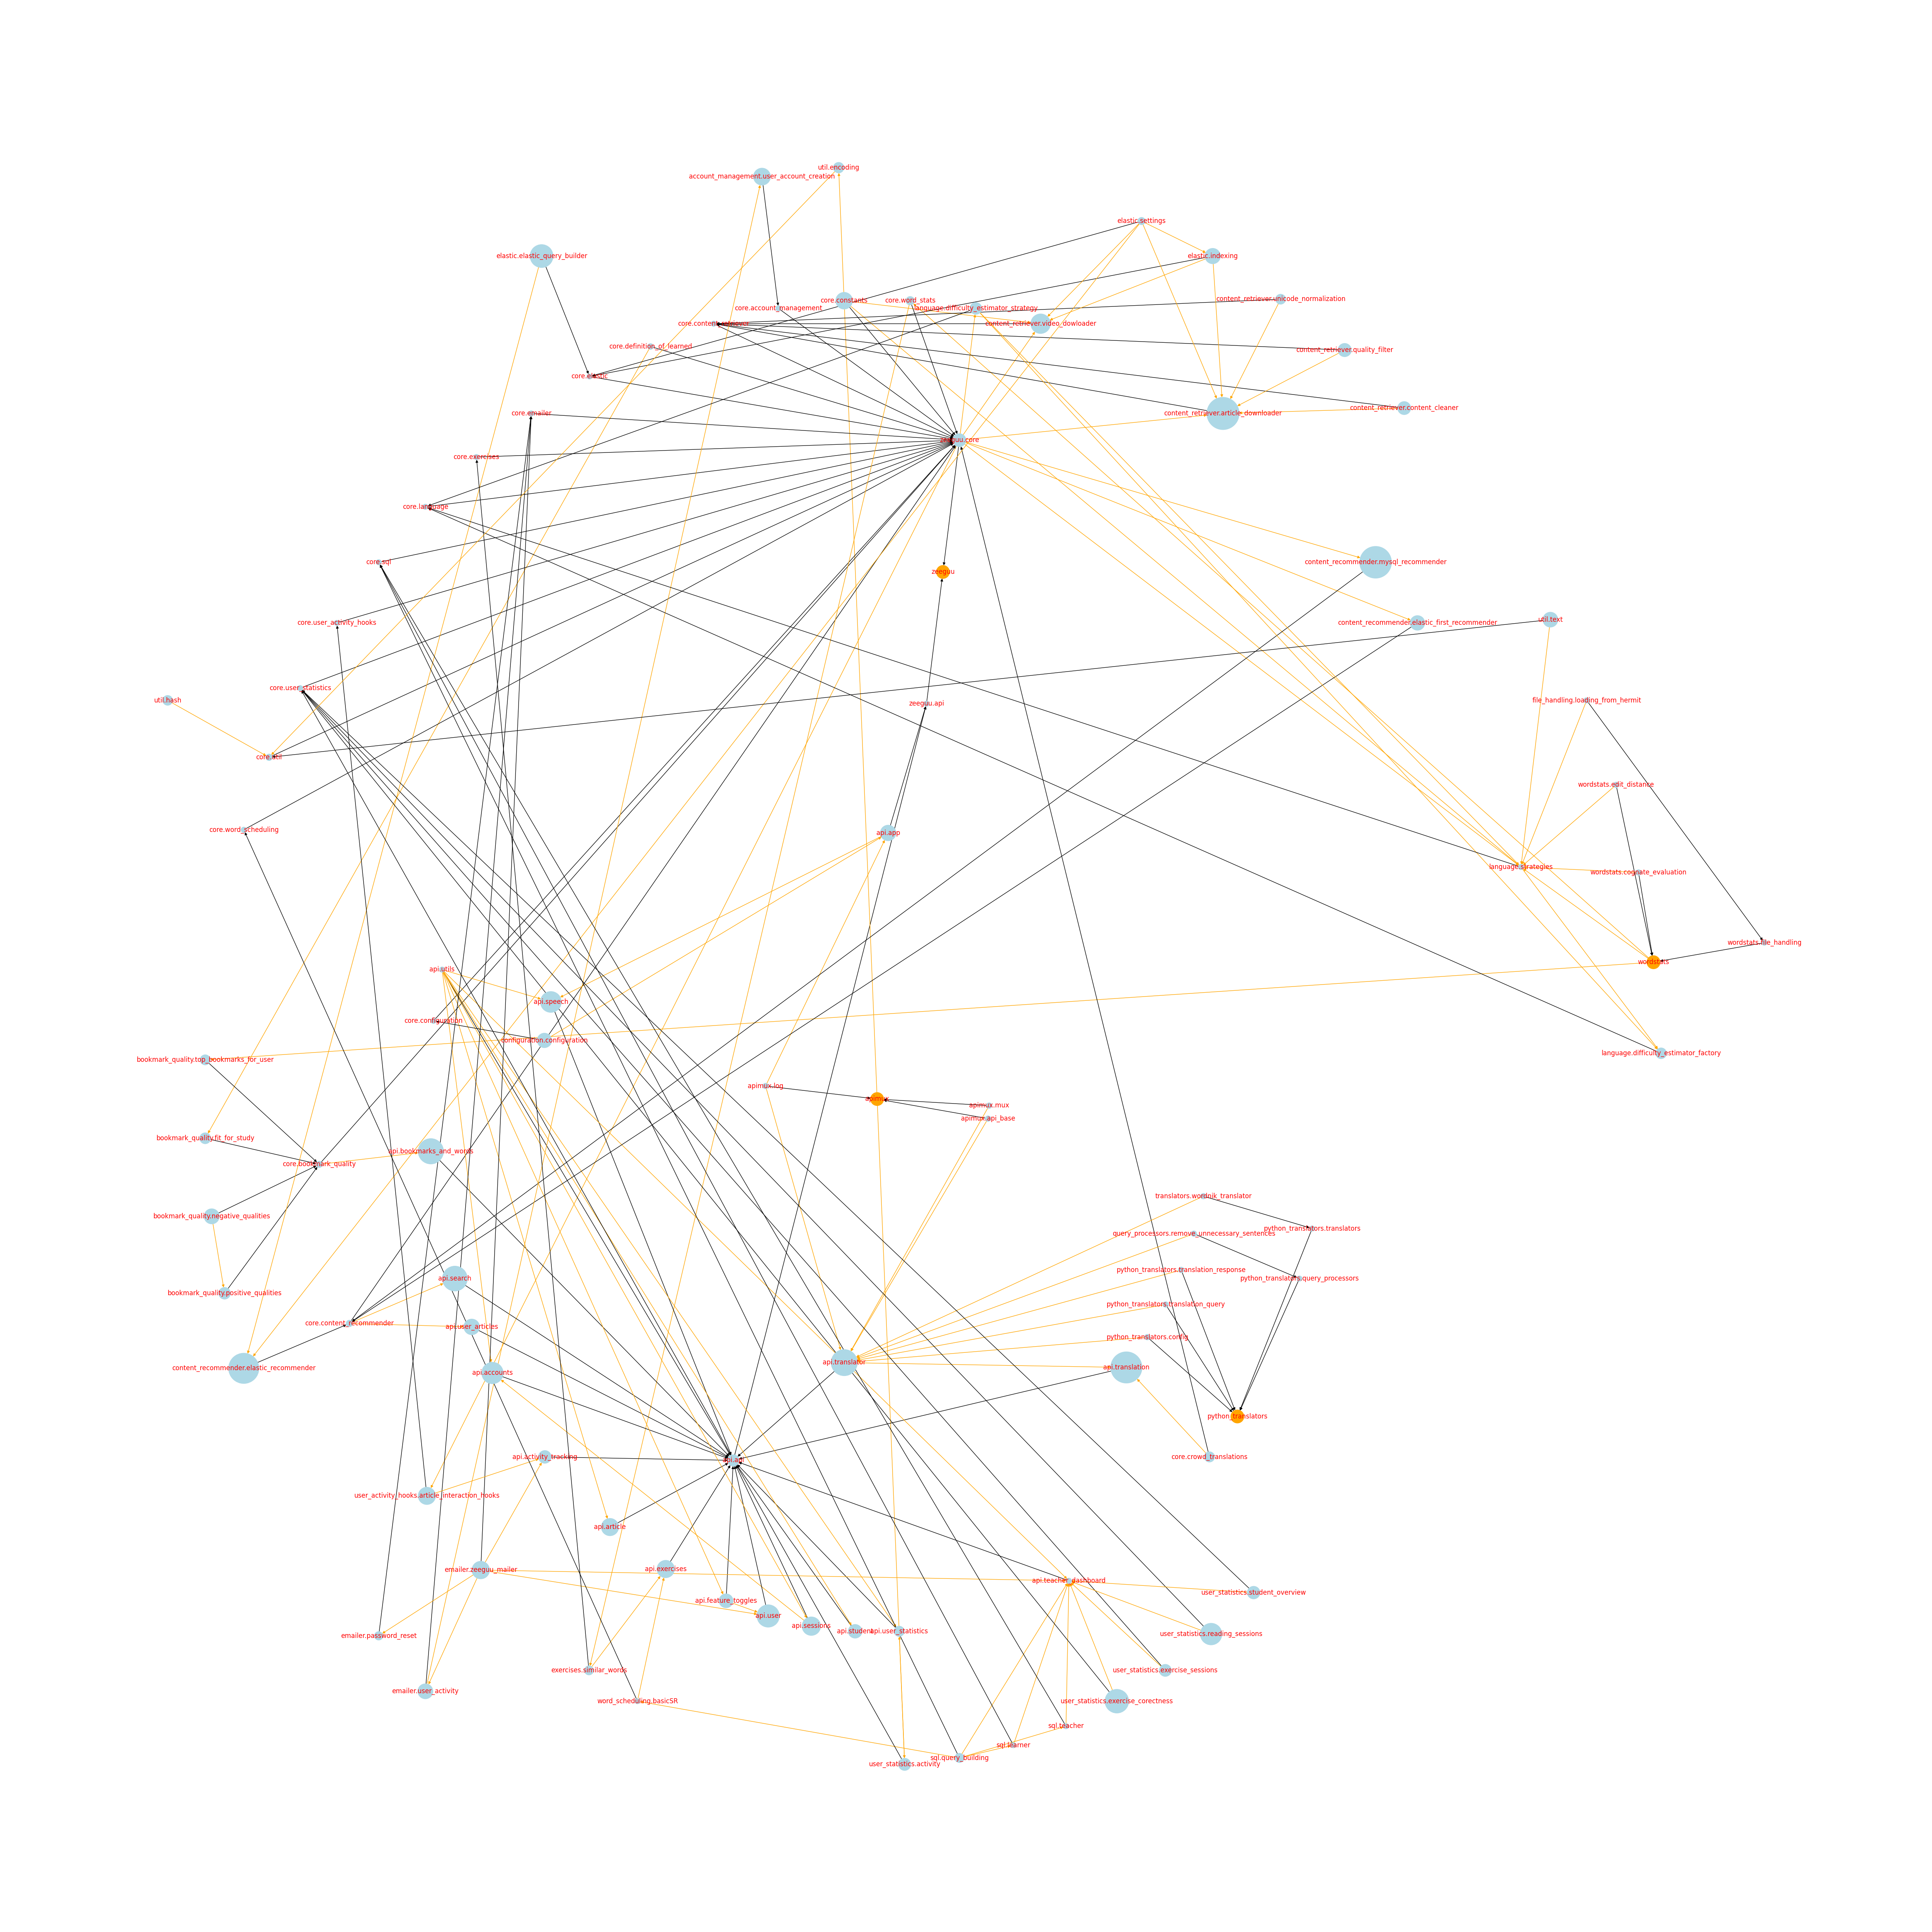 util.encoding
account_management.user_account_creation
elastic.settings
elastic.elastic_query_builder
elastic.indexing
content_retriever.unicode_normalization
core.constants
core.word_stats
core.account_management
language.difficulty_estimator_strategy
core.content_retriever
content_retriever.video_dowloader
core.definition_of_learned
content_retriever.quality_filter
core.elastic
content_retriever.content_cleaner
core.emailer
content_retriever.article_downloader
zeeguu.core
core.exercises
core.language
core.sql
content_recommender.mysql_recommender
zeeguu
core.user_activity_hooks
content_recommender.elastic_first_recommender
util.text
core.user_statistics
util.hash
zeeguu.api
file_handling.loading_from_hermit
core.util
wordstats.edit_distance
core.word_scheduling
api.app
language.strategies
wordstats.cognate_evaluation
wordstats.file_handling
wordstats
api.utils
api.speech
core.configuration
configuration.configuration
language.difficulty_estimator_factory
bookmark_quality.top_bookmarks_for_user
apimux.log
apimux
apimux.mux
apimux.api_base
bookmark_quality.fit_for_study
api.bookmarks_and_words
core.bookmark_quality
translators.wordnik_translator
bookmark_quality.negative_qualities
python_translators.translators
query_processors.remove_unnecessary_sentences
python_translators.translation_response
python_translators.query_processors
api.search
bookmark_quality.positive_qualities
python_translators.translation_query
core.content_recommender
api.user_articles
python_translators.config
api.translator
api.translation
content_recommender.elastic_recommender
api.accounts
python_translators
api.activity_tracking
api.api
core.crowd_translations
user_activity_hooks.article_interaction_hooks
api.article
emailer.zeeguu_mailer
api.exercises
api.teacher_dashboard
user_statistics.student_overview
api.feature_toggles
api.user
api.sessions
api.student
api.user_statistics
emailer.password_reset
user_statistics.reading_sessions
exercises.similar_words
user_statistics.exercise_sessions
emailer.user_activity
word_scheduling.basicSR
user_statistics.exercise_corectness
sql.teacher
sql.learner
sql.query_building
user_statistics.activity